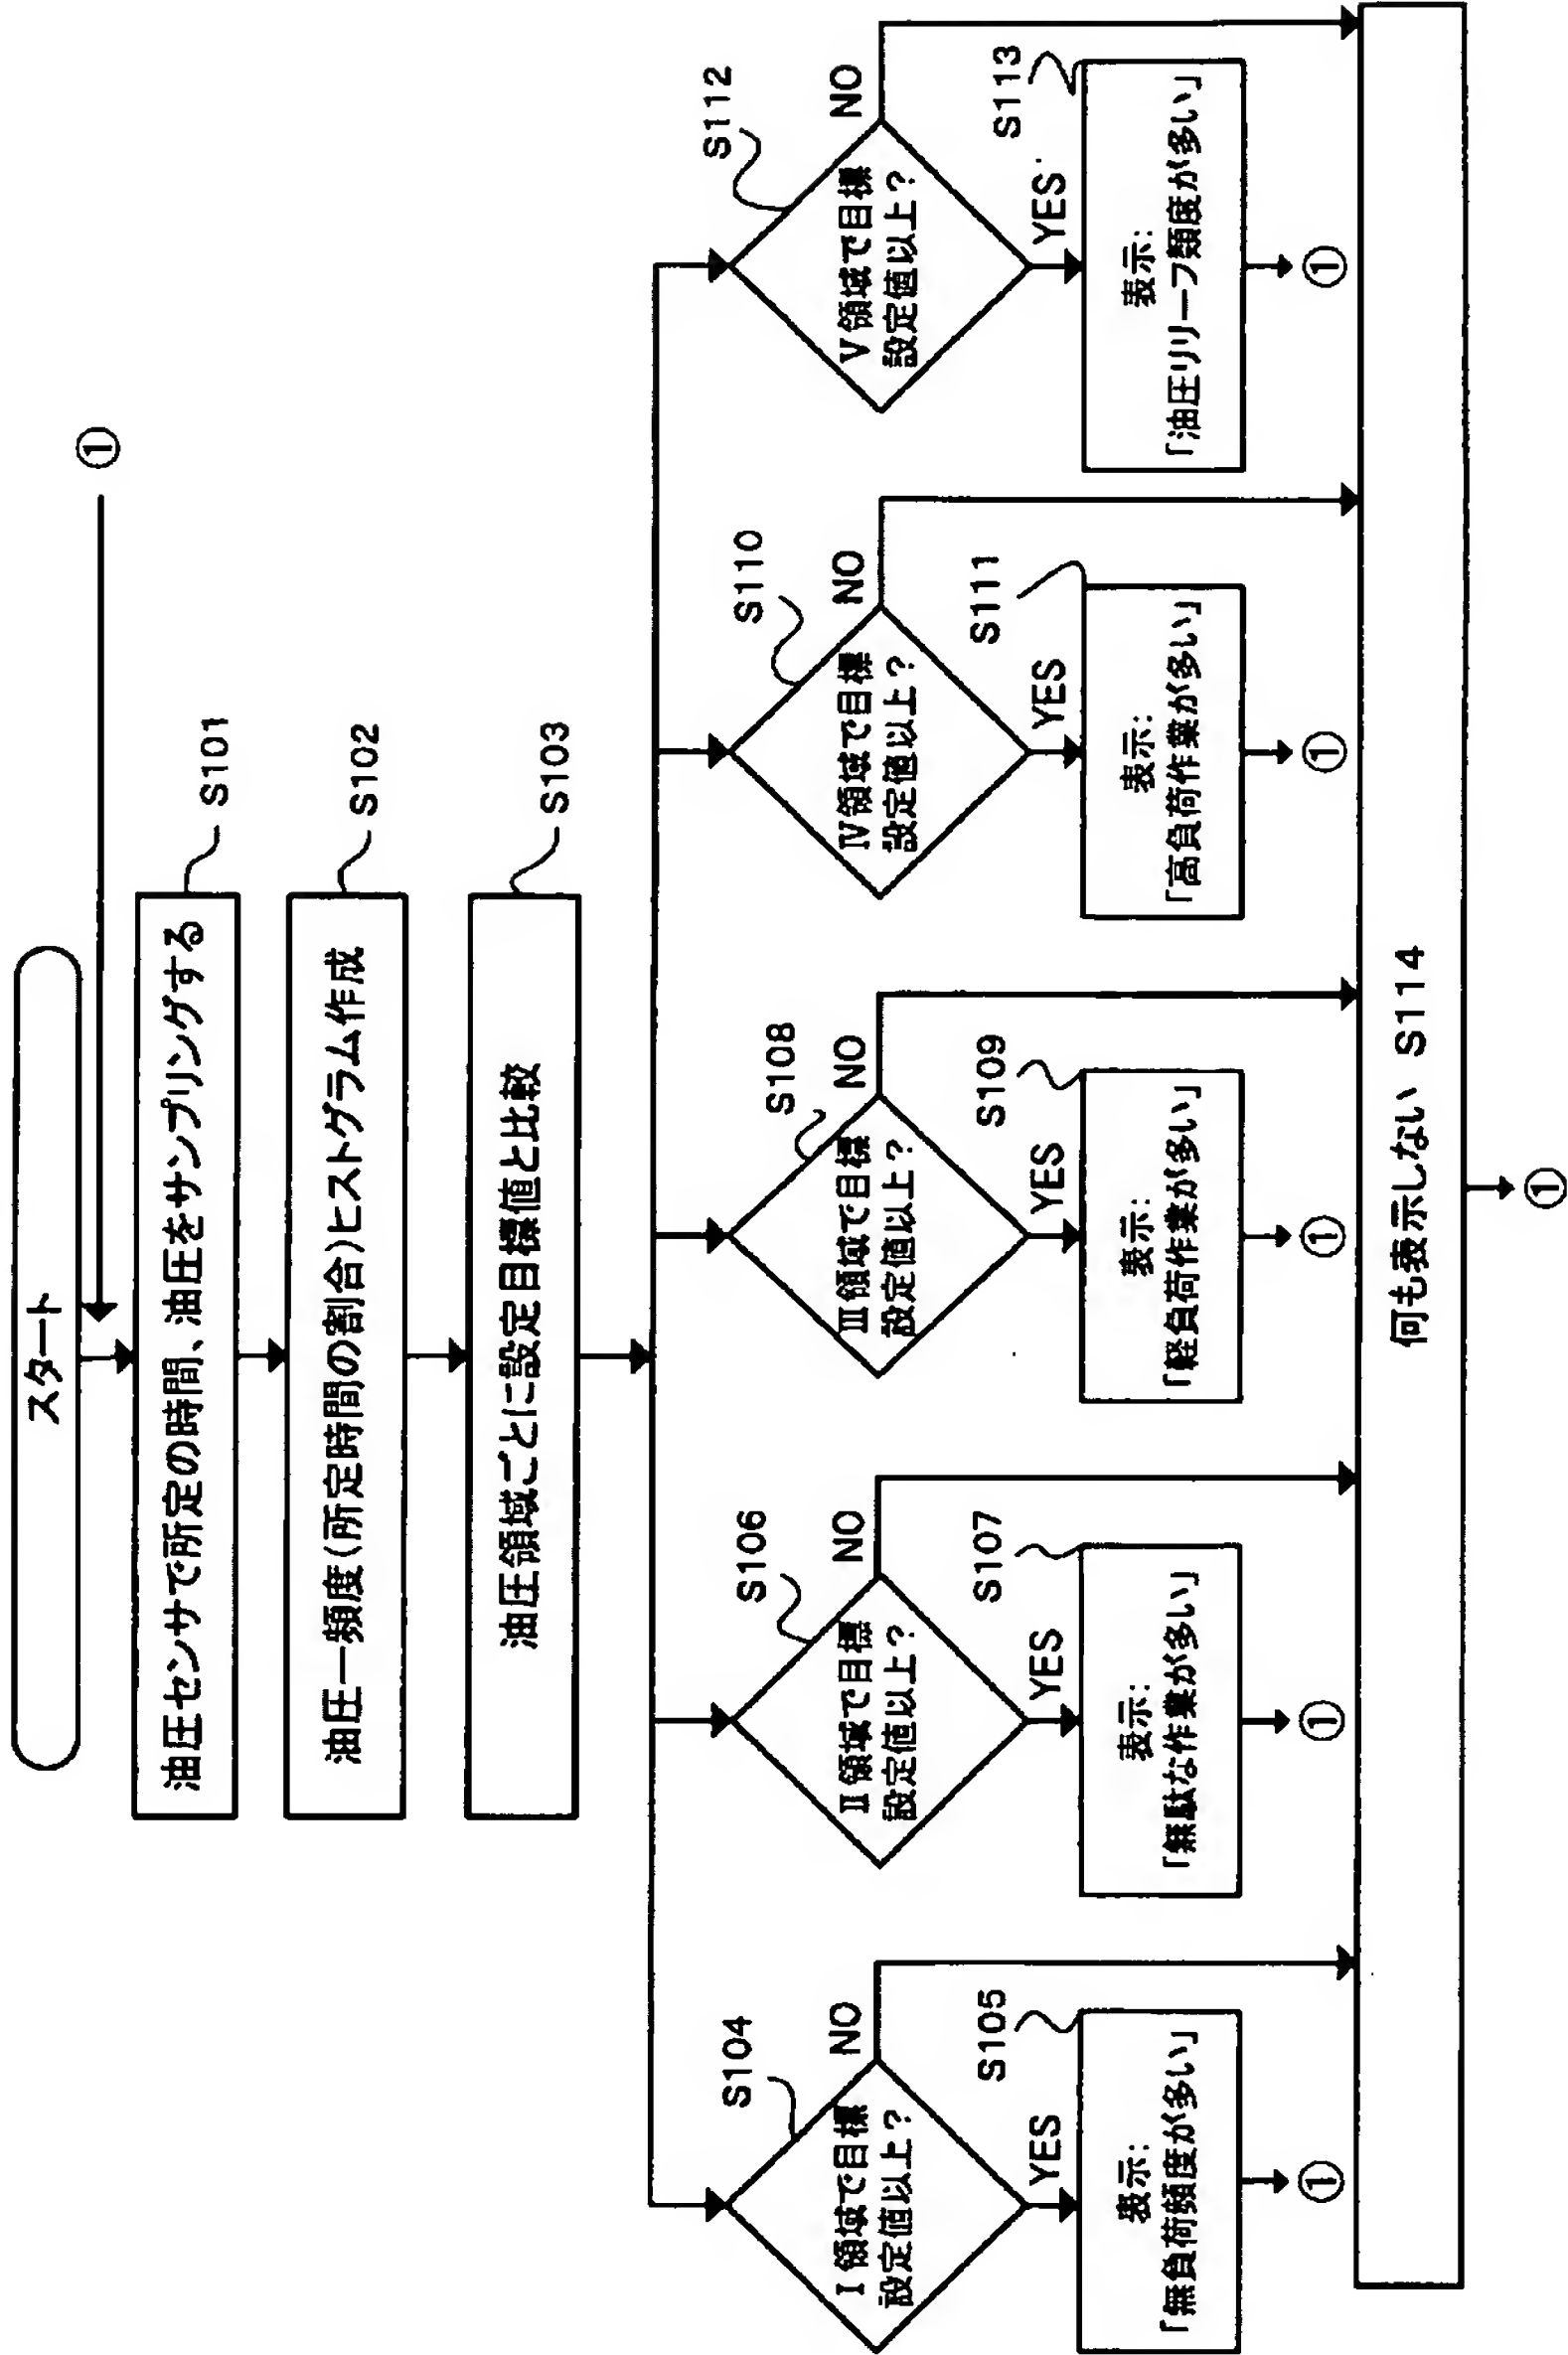 スタート
①
油圧センサで所定の時間、油圧をサンプリングする
S101
油圧ー頻度(所定時間の割合)ヒストグラム作成
S102
油圧領域ごとに設定目標値と比較
S103
S104
Ⅰ領域で目標
設定値以上?
NO
YES
S105
表示:
「無負荷頻度が多い」
①
S106
Ⅱ領域で目標
設定値以上?
NO
YES
S107
表示:
「無駄な作業が多い」
①
S108
Ⅲ領域で目標
設定値以上?
NO
YES
S109
表示:
「軽負荷作業が多い」
①
S110
Ⅳ領域で目標
設定値以上?
NO
YES
S111
表示:
「高負荷作業が多い」
①
S112
Ⅴ領域で目標
設定値以上?
NO
YES
S113
表示:
「油圧リリーフ類度が多い」
①
何も表示しない S114
①